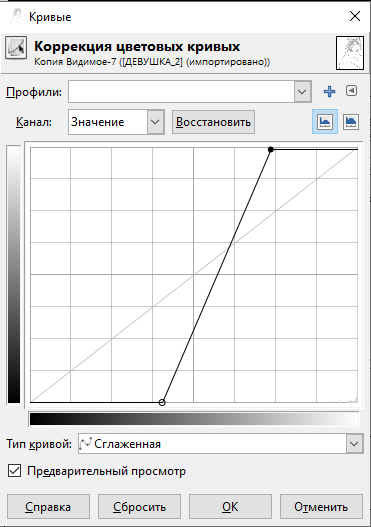 Кривые
Коррекция цветовых кривых
Копия Видимое-7 ([ДЕВУШКА_2] (импортировано))
Профили:
Канал: Значение Восстановить
Тип кривой: Сглаженная
Предварительный просмотр
Справка Сбросить OK Отменить